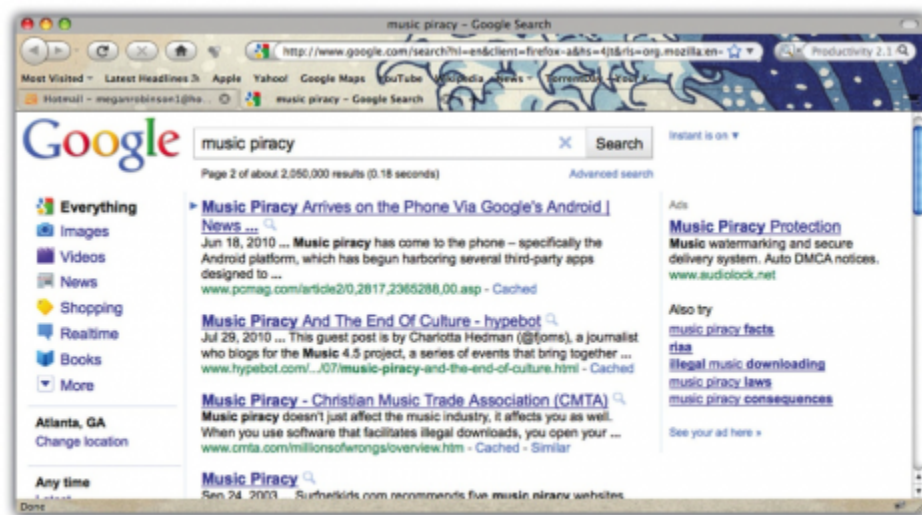 music piracy – Google Search
http://www.google.com/search?hl=en&client=firefox-a&hs=4jt&rls=org.mozilla:en- Productivity 2.1
Most Visited Latest Headlines Apple Yahoo! Google Maps YouTube Wikipedia News
Hotmail – meganrobinson1@ho... music piracy – Google Search
Google music piracy Search Instant is on
Page 2 of about 2,050,000 results (0.18 seconds) Advanced search
Everything
Images
Videos
News
Shopping
Realtime
Books
More
Atlanta, GA
Change location
Any time
Music Piracy Arrives on the Phone Via Google's Android |
News ...
Jun 18, 2010 ... Music piracy has come to the phone – specifically the
Android platform, which has begun harboring several third-party apps
designed to ...
www.pcmag.com/article2/0,2817,2365288,00.asp - Cached
Music Piracy And The End Of Culture - hypebot
Jul 29, 2010 ... This guest post is by Charlotta Hedman (@fjoms), a journalist
who blogs for the Music 4.5 project, a series of events that bring together ...
www.hypebot.com/.../07/music-piracy-and-the-end-of-culture.html - Cached
Music Piracy - Christian Music Trade Association (CMTA)
Music piracy doesn't just affect the music industry, it affects you as well.
When you use software that facilitates illegal downloads, you open your ...
www.cmta.com/millionsofwrongs/overview.htm - Cached - Similar
Music Piracy
Sep 24, 2003 ... Surfnetkids.com recommends five music piracy websites
Ads
Music Piracy Protection
Music watermarking and secure
delivery system. Auto DMCA notices.
www.audiolock.net
Also try
music piracy facts
riaa
illegal music downloading
music piracy laws
music piracy consequences
See your ad here »
Done